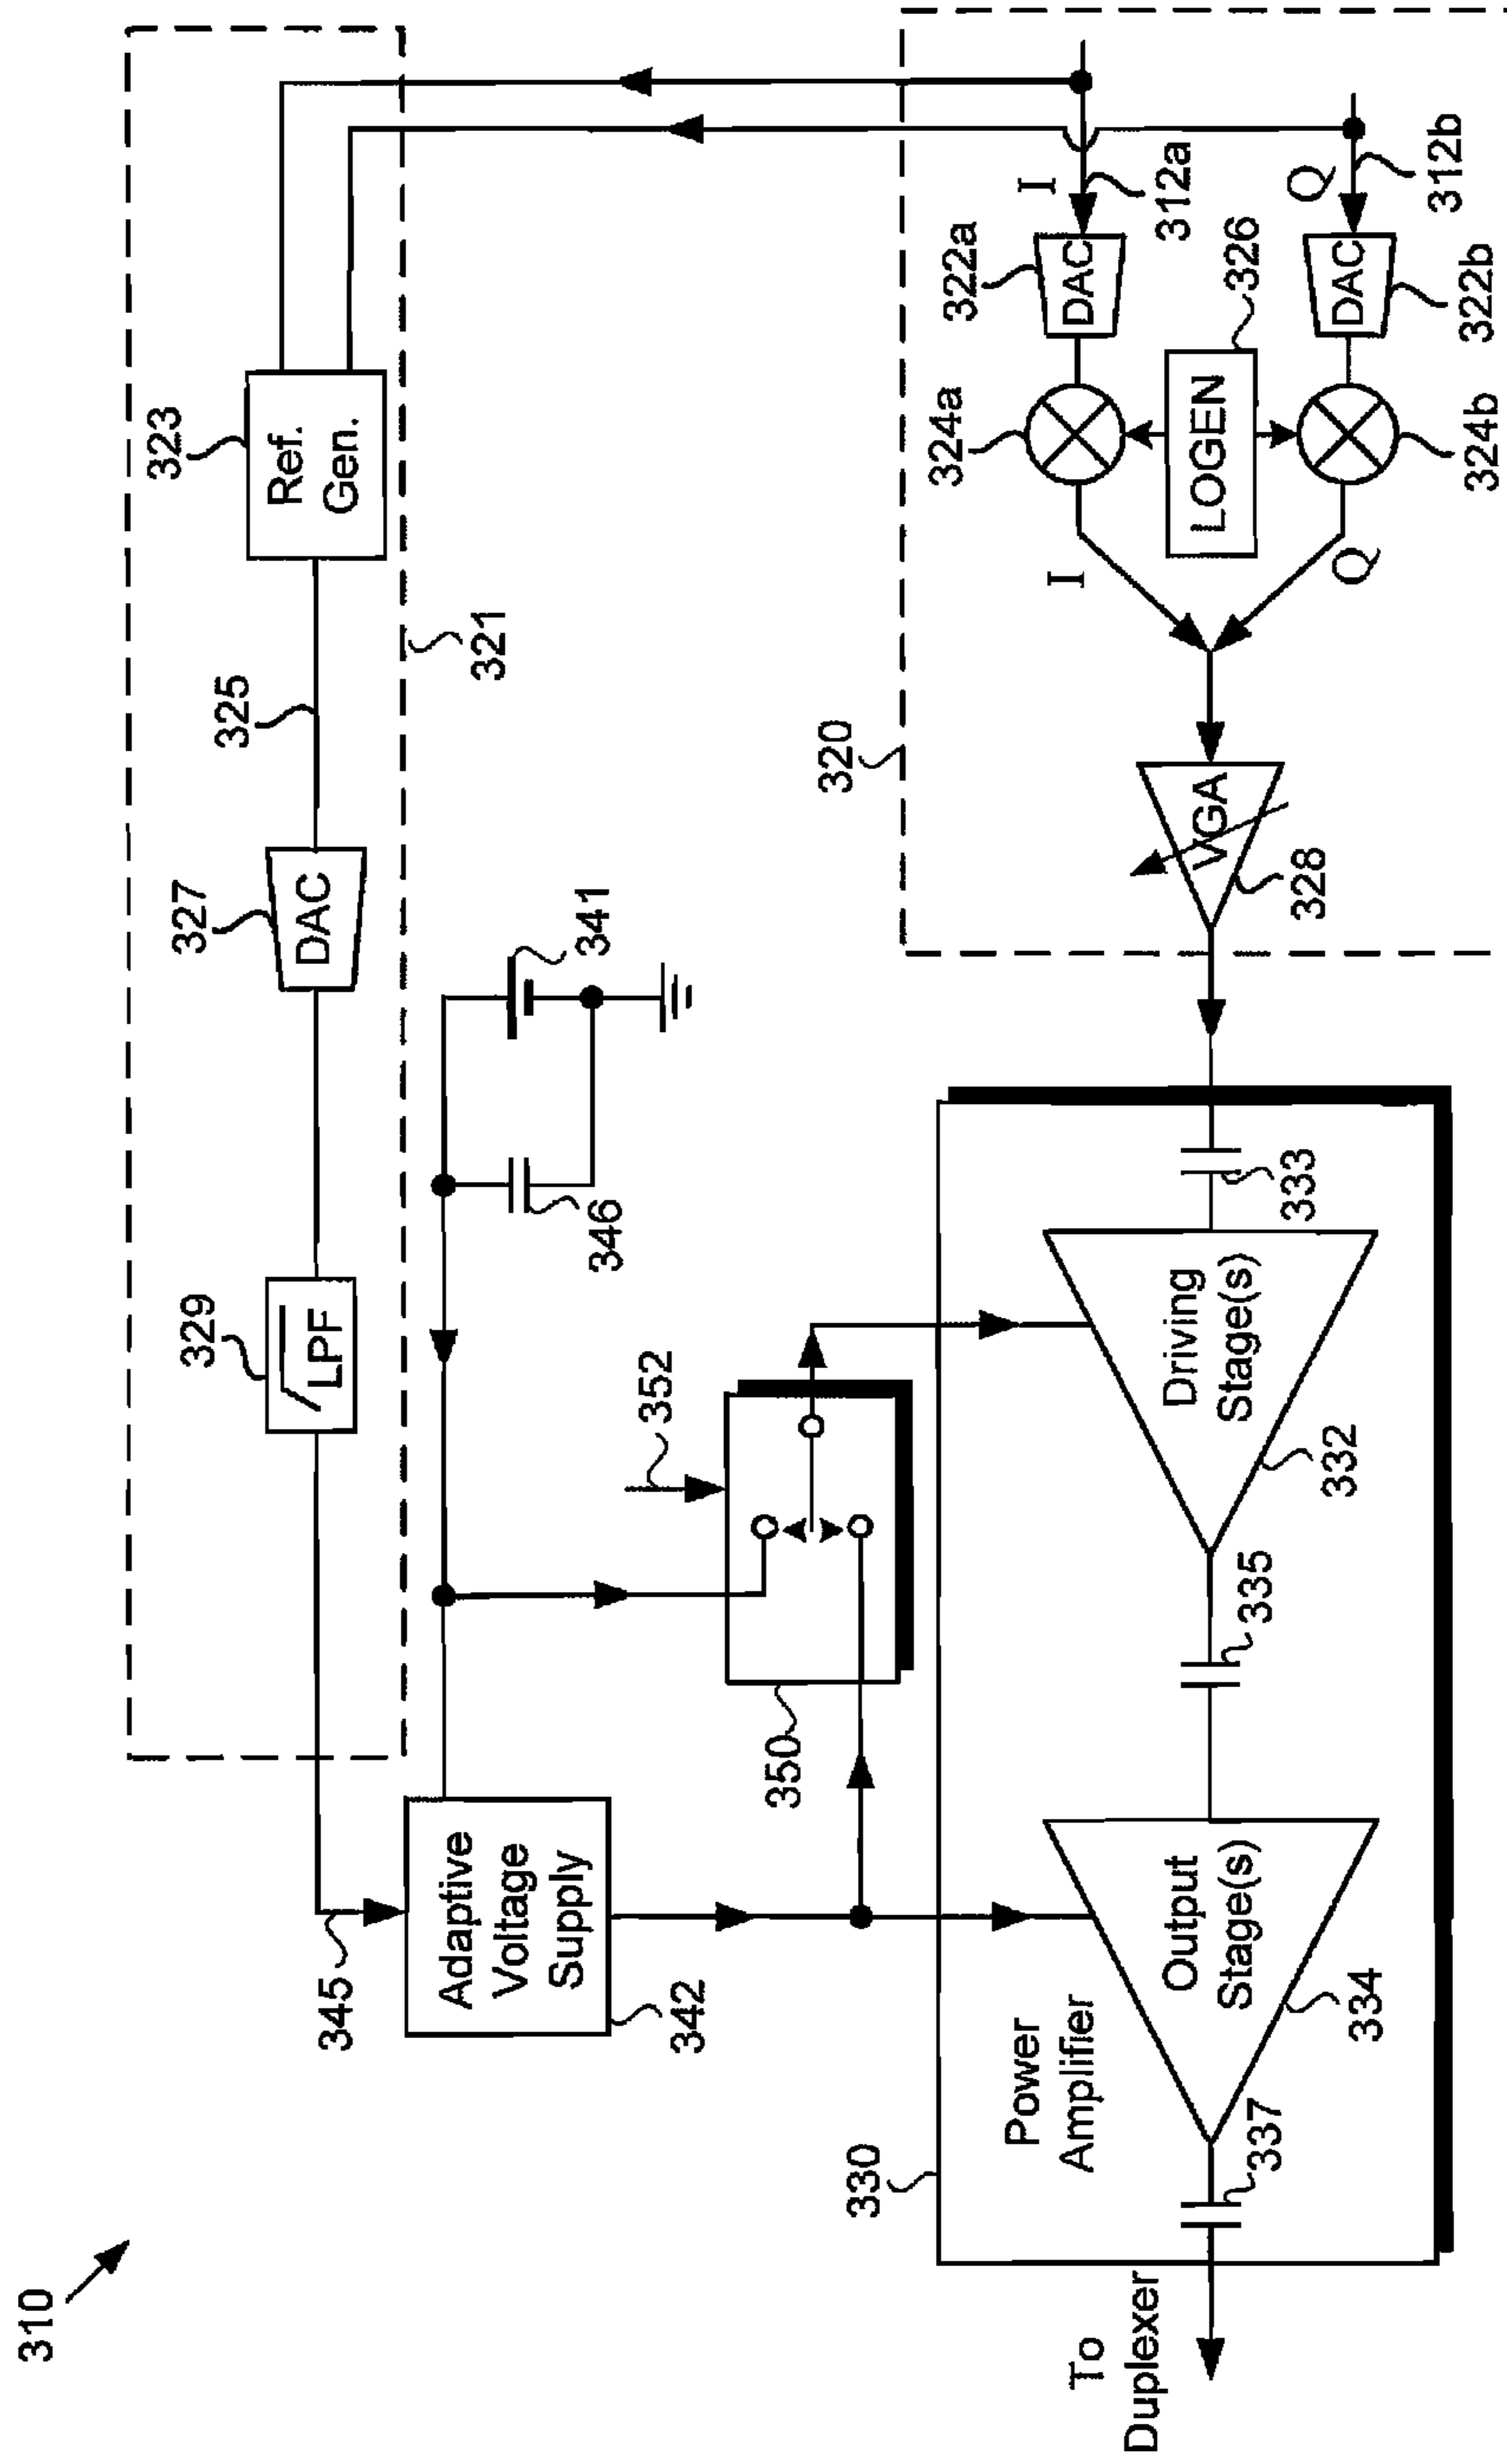 310
321
323
Ref.
Gen.
325
327
DAC
329
LPF
345
Adaptive
Voltage
Supply
342
341
346
352
350
320
I
312a
322a
DAC
324a
326
LOGEN
Q
312b
322b
DAC
324b
I
Q
VGA
328
330
Power
Amplifier
333
Driving
Stage(s)
332
335
Output
Stage(s)
334
337
To
Duplexer